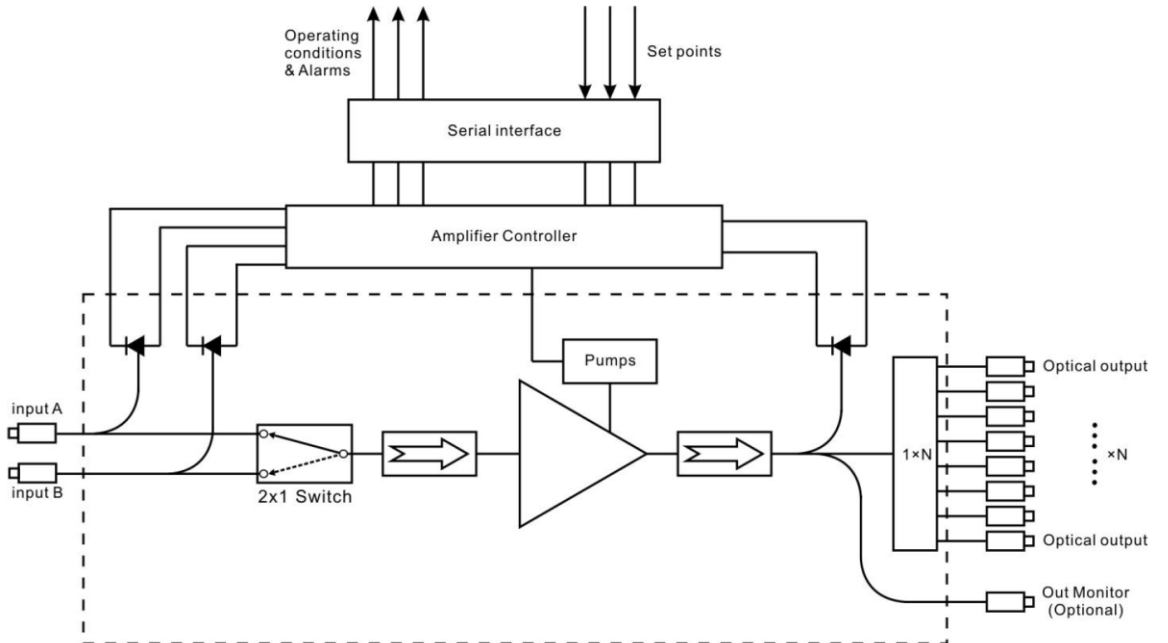 Operating
conditions
& Alarms
Set points
Serial interface
Amplifier Controller
Pumps
Optical output
input A
1×N
×N
input B
2x1 Switch
Optical output
Out Monitor
(Optional)